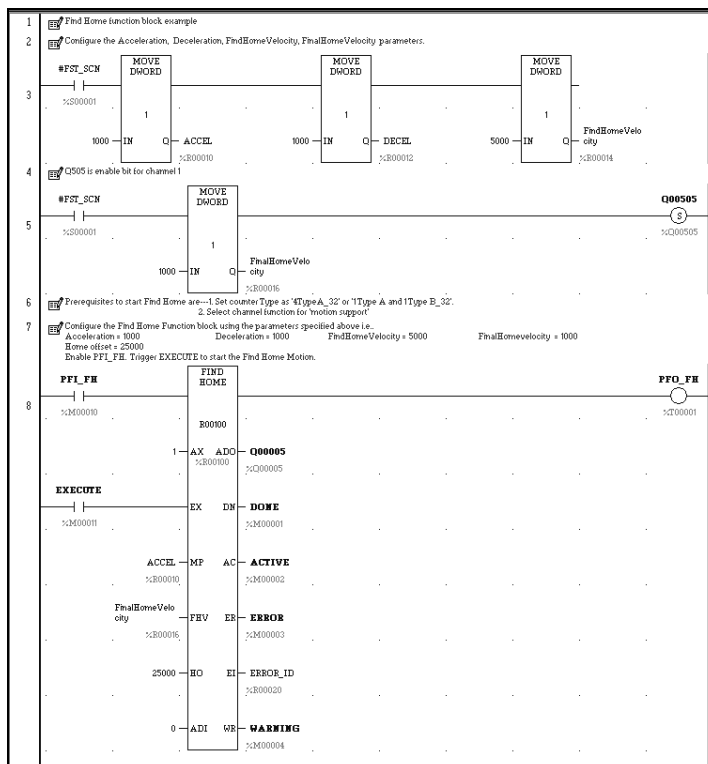 1 Find Home function block example
2 Configure the Acceleration, Deceleration, FindHomeVelocity, FinalHomeVelocity parameters.
#FST_SCN MOVE DWORD MOVE DWORD MOVE DWORD
3
%S00001
1 1 1
1000 IN Q ACCEL 1000 IN Q DECEL 5000 IN Q FindHomeVelo city
%R00010 %R00012 %R00014
4 Q505 is enable bit for channel 1
#FST_SCN MOVE DWORD Q00505
5 S
%S00001 %Q00505
1
1000 IN Q FinalHomeVelo city
%R00016
6 Prerequisites to start Find Home are---1. Set counter Type as '4TypeA_32' or '1Type A and 1Type B_32'.
2. Select channel function for 'motion support'
7 Configure the Find Home Function block using the parameters specified above i.e..
Acceleration = 1000 Deceleration = 1000 FindHomeVelocity = 5000 FinalHomevelocity = 1000
Home offset = 25000
Enable PFI_FH. Trigger EXECUTE to start the Find Home Motion.
PFI_FH FIND HOME PFO_FH
8
%M00010 %T00001
R00100
1 AX ADO Q00005
%R00100 %Q00005
EXECUTE
EX DN DONE
%M00011 %M00001
ACCEL MP AC ACTIVE
%R00010 %M00002
FinalHomeVelo
city FHV ER ERROR
%R00016 %M00003
25000 HO EI ERROR_ID
%R00020
0 ADI WR WARNING
%M00004